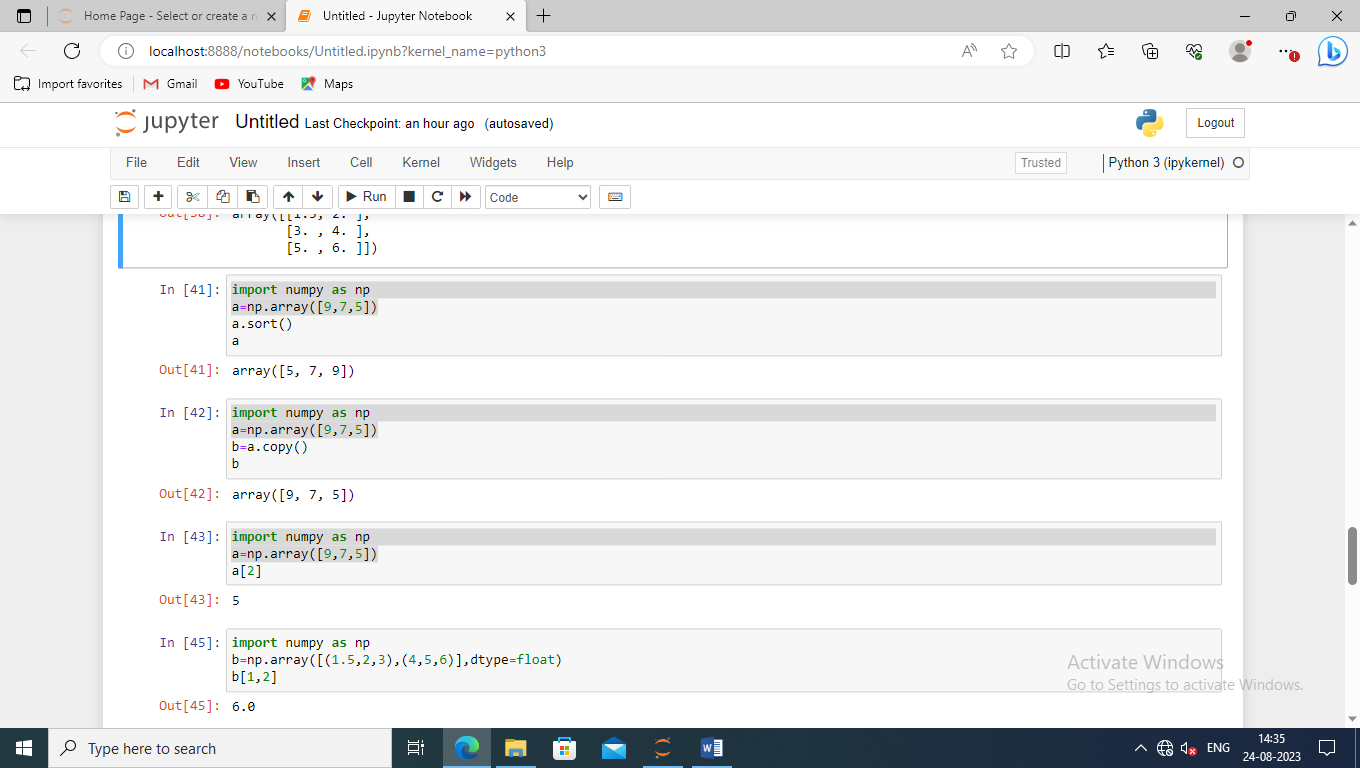 Home Page - Select or create a n
Untitled - Jupyter Notebook
localhost:8888/notebooks/Untitled.ipynb?kernel_name=python3
Import favorites
Gmail
YouTube
Maps
jupyter Untitled Last Checkpoint: an hour ago (autosaved)
Logout
File Edit View Insert Cell Kernel Widgets Help
Trusted
Python 3 (ipykernel)
Run
Code
array([[1.5, 2. ],
[3. , 4. ],
[5. , 6. ]])
In [41]: import numpy as np
a=np.array([9,7,5])
a.sort()
a
Out[41]: array([5, 7, 9])
In [42]: import numpy as np
a=np.array([9,7,5])
b=a.copy()
b
Out[42]: array([9, 7, 5])
In [43]: import numpy as np
a=np.array([9,7,5])
a[2]
Out[43]: 5
In [45]: import numpy as np
b=np.array([(1.5,2,3),(4,5,6)],dtype=float)
b[1,2]
Out[45]: 6.0
Activate Windows
Go to Settings to activate Windows.
Type here to search
ENG
14:35
24-08-2023